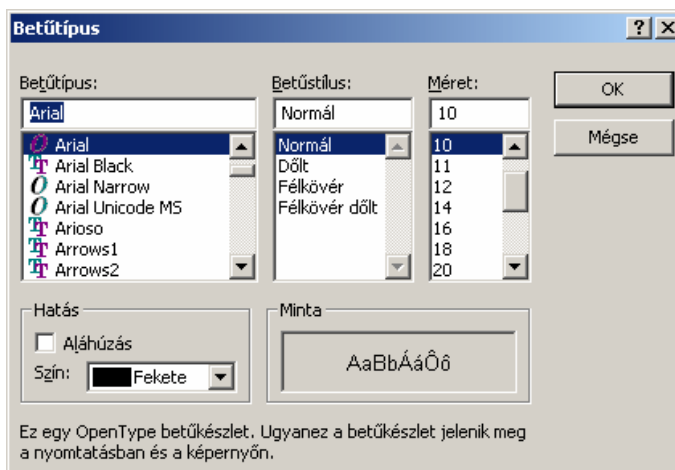 Betűtípus
Betűtípus:
Betűstílus:
Méret:
Arial
Normál
10
OK
Mégse
Arial
Arial Black
Arial Narrow
Arial Unicode MS
Arioso
Arrows1
Arrows2
Normál
Dőlt
Félkövér
Félkövér dőlt
10
11
12
14
16
18
20
Hatás
Aláhúzás
Szín:
Fekete
Minta
AaBbÁáÔô
Ez egy OpenType betűkészlet. Ugyanez a betűkészlet jelenik meg
a nyomtatásban és a képernyőn.